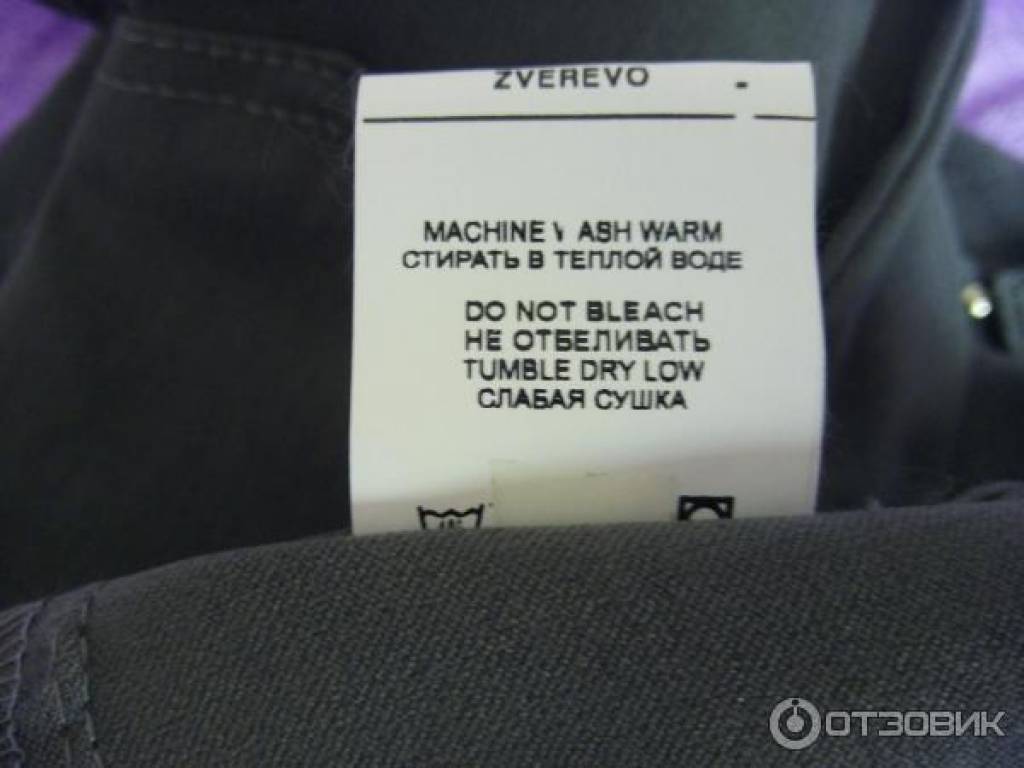 ZVEREVO -
MACHINE \ ASH WARM
СТИРАТЬ В ТЕПЛОЙ ВОДЕ
DO NOT BLEACH
НЕ ОТБЕЛИВАТЬ
TUMBLE DRY LOW
СЛАБАЯ СУШКА
ОТЗОВИК